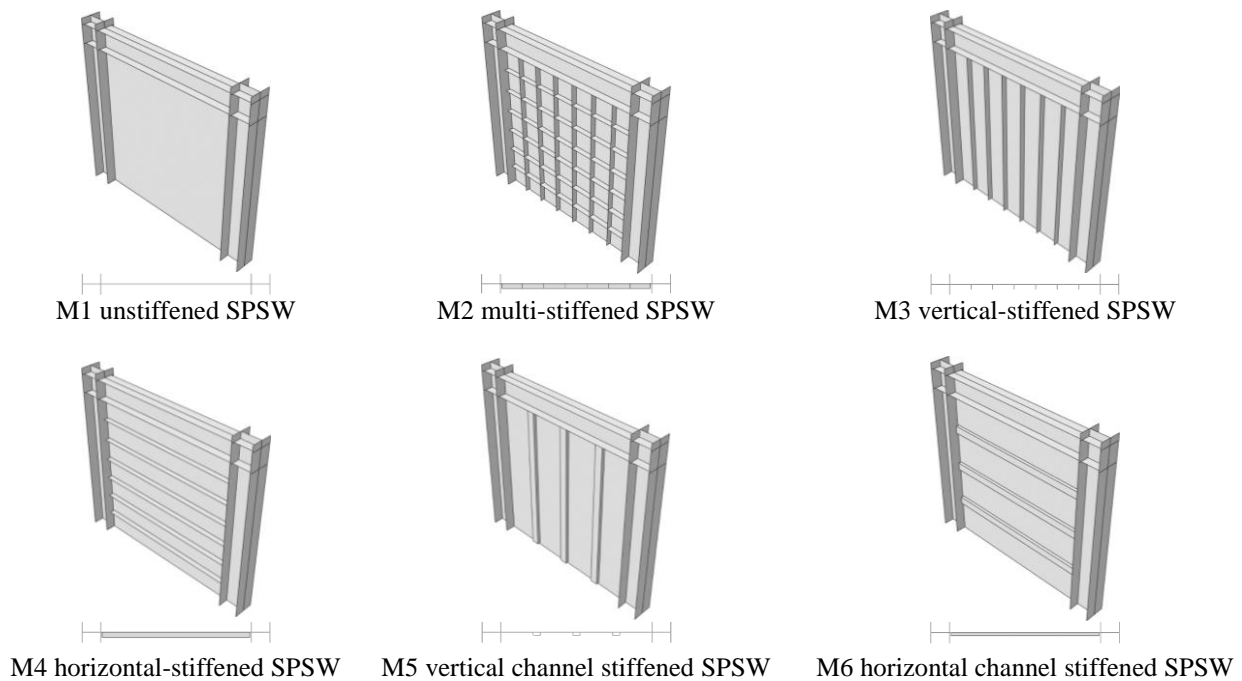 M1 unstiffened SPSW
M2 multi-stiffened SPSW
M3 vertical-stiffened SPSW
M4 horizontal-stiffened SPSW
M5 vertical channel stiffened SPSW
M6 horizontal channel stiffened SPSW